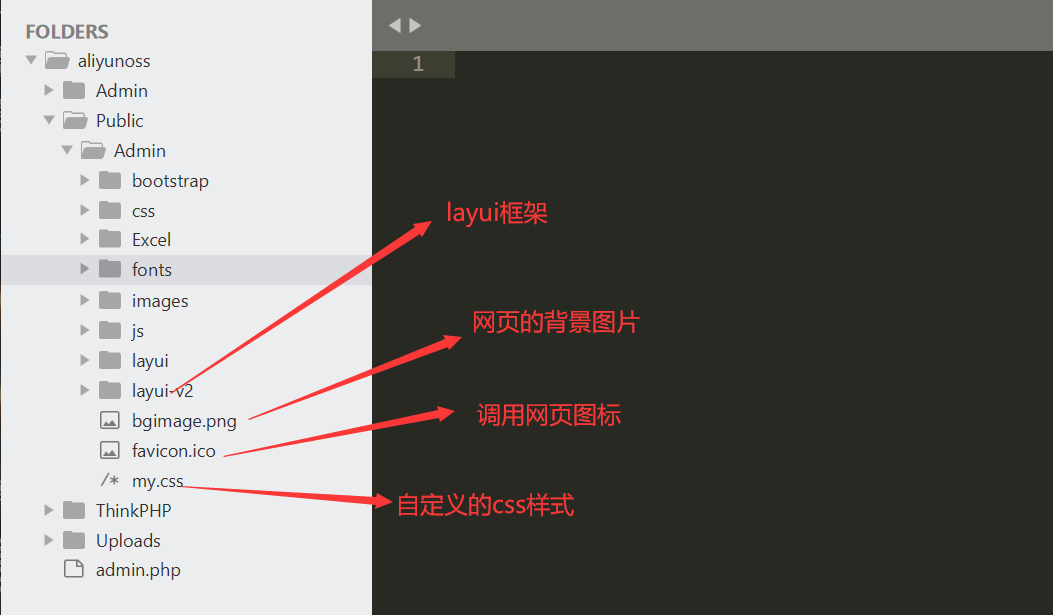 FOLDERS
aliyunoss
Admin
Public
Admin
bootstrap
css
Excel
fonts
images
js
layui
layui-v2
bgimage.png
favicon.ico
/* my.css
ThinkPHP
Uploads
admin.php
1
layui框架
网页的背景图片
调用网页图标
自定义的css样式